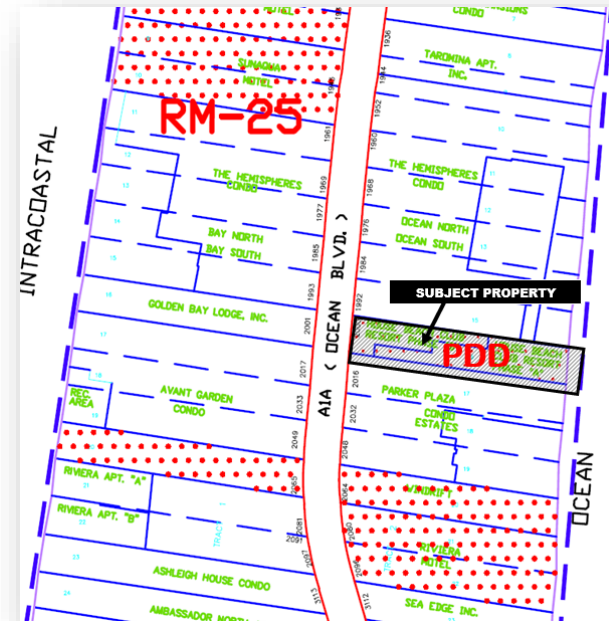 MOTEL
CONDO
1936
SUNAQUA
MOTEL
TAROMINA APT.
INC.
1944
RM-25
1952
1961
1960
THE HEMISPHERES
CONDO
THE HEMISPHERES
CONDO
1969
1968
1977
1976
BAY NORTH
BAY SOUTH
OCEAN NORTH
OCEAN SOUTH
1985
1984
INTRACOASTAL
A1A ( OCEAN BLVD. )
1993
1992
SUBJECT PROPERTY
GOLDEN BAY LODGE, INC.
2001
PDD
2017
2016
REC.
AREA
AVANT GARDEN
CONDO
PARKER PLAZA
CONDO
ESTATES
2033
2032
2049
2048
OCEAN
RIVIERA APT. "A"
2065
2064
WINDRIFT
RIVIERA APT. "B"
TRACT
2081
RIVIERA
MOTEL
2097
2096
ASHLEIGH HOUSE CONDO
3113
3112
SEA EDGE INC.